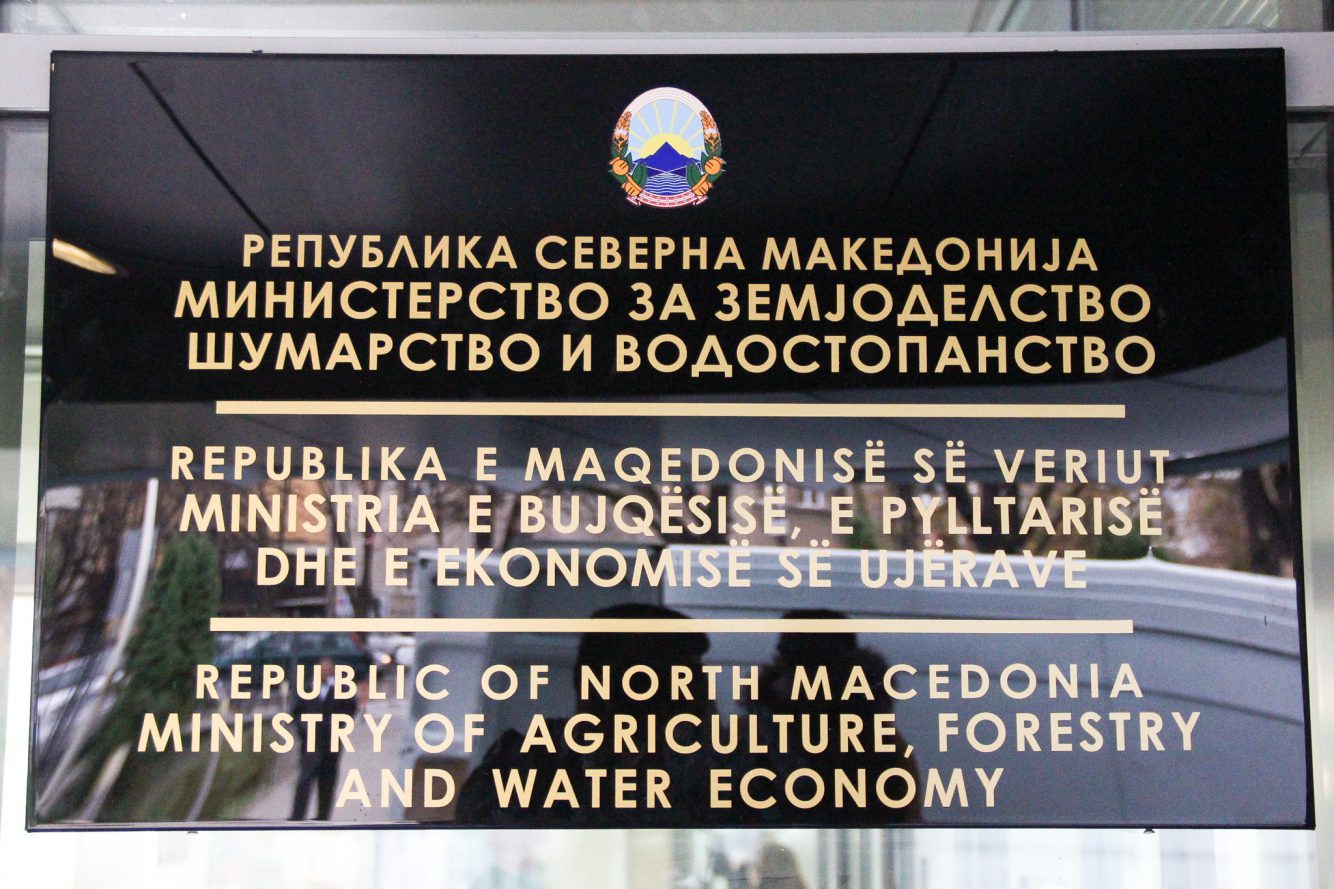 РЕПУБЛИКА СЕВЕРНА МАКЕДОНИЈА
МИНИСТЕРСТВО ЗА ЗЕМЈОДЕЛСТВО
ШУМАРСТВО И ВОДОСТОПАНСТВО
REPUBLIKA E MAQEDONISË SË VERIUT
MINISTRIA E BUJQËSISË, E PYLLTARISË
DHE E EKONOMISË SË UJËRAVE
REPUBLIC OF NORTH MACEDONIA
MINISTRY OF AGRICULTURE, FORESTRY
AND WATER ECONOMY